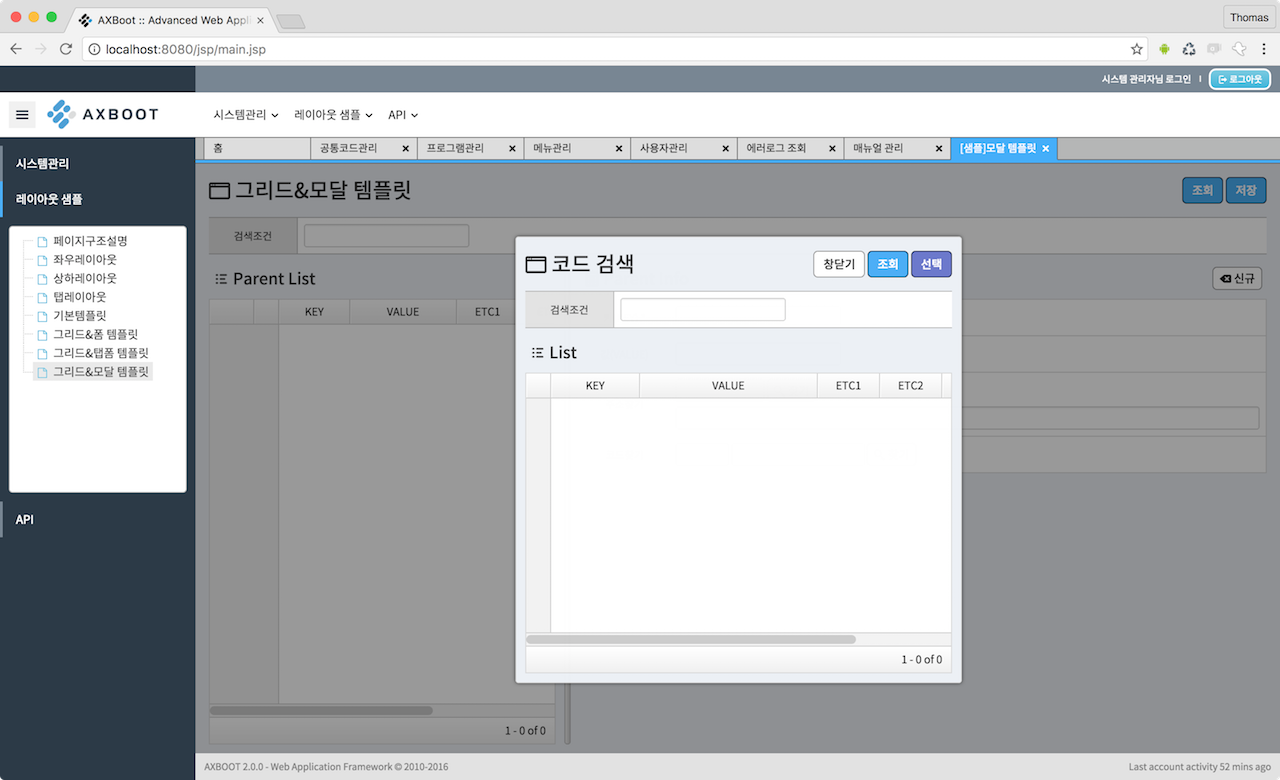 AXBoot :: Advanced Web Appli
Thomas
localhost:8080/jsp/main.jsp
시스템 관리자님 로그인 | 로그아웃
AXBOOT
시스템관리 레이아웃 샘플 API
시스템관리
레이아웃 샘플
페이지구조설명
좌우레이아웃
상하레이아웃
탭레이아웃
기본템플릿
그리드&폼 템플릿
그리드&탭폼 템플릿
그리드&모달 템플릿
API
홈 공통코드관리 프로그램관리 메뉴관리 사용자관리 에러로그 조회 매뉴얼 관리 [샘플]모달 템플릿
그리드&모달 템플릿
조회 저장
검색조건
Parent List
신규
KEY VALUE ETC1
1 - 0 of 0
코드 검색
창닫기 조회 선택
검색조건
List
KEY VALUE ETC1 ETC2
1 - 0 of 0
AXBOOT 2.0.0 - Web Application Framework © 2010-2016
Last account activity 52 mins ago